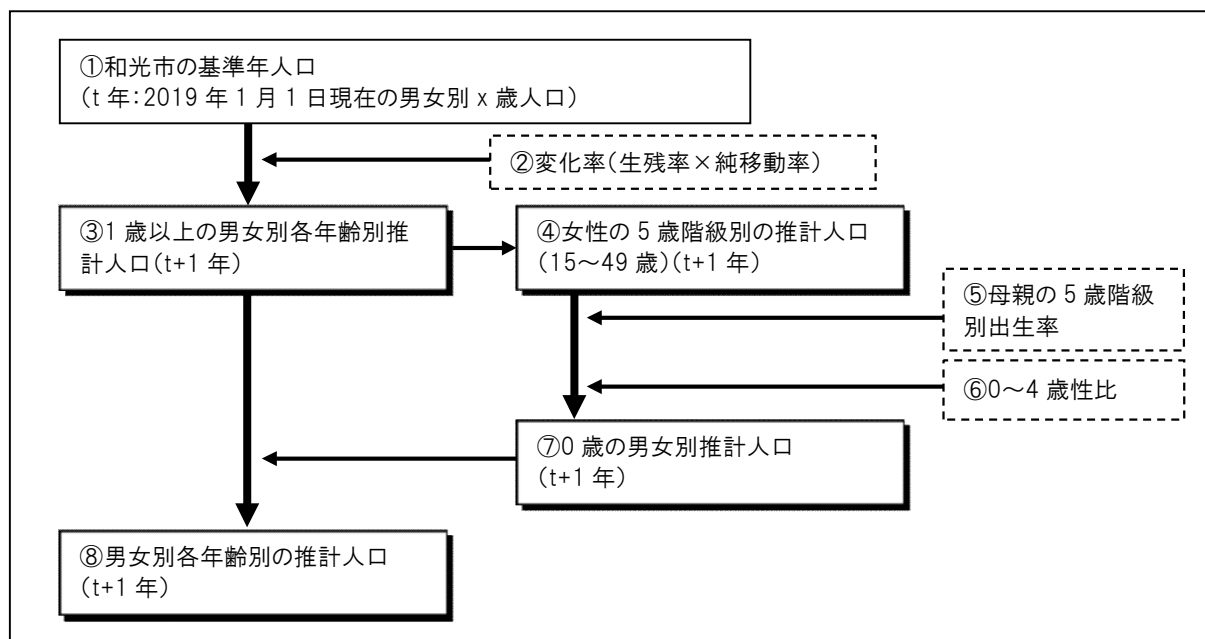 ①和光市の基準年人口
(t 年:2019 年 1 月 1 日現在の男女別 x 歳人口)
②変化率(生残率×純移動率)
③1 歳以上の男女別各年齢別推
計人口(t+1 年)
④女性の 5 歳階級別の推計人口
(15～49 歳)(t+1 年)
⑤母親の 5 歳階級
別出生率
⑥0～4 歳性比
⑦0 歳の男女別推計人口
(t+1 年)
⑧男女別各年齢別の推計人口
(t+1 年)